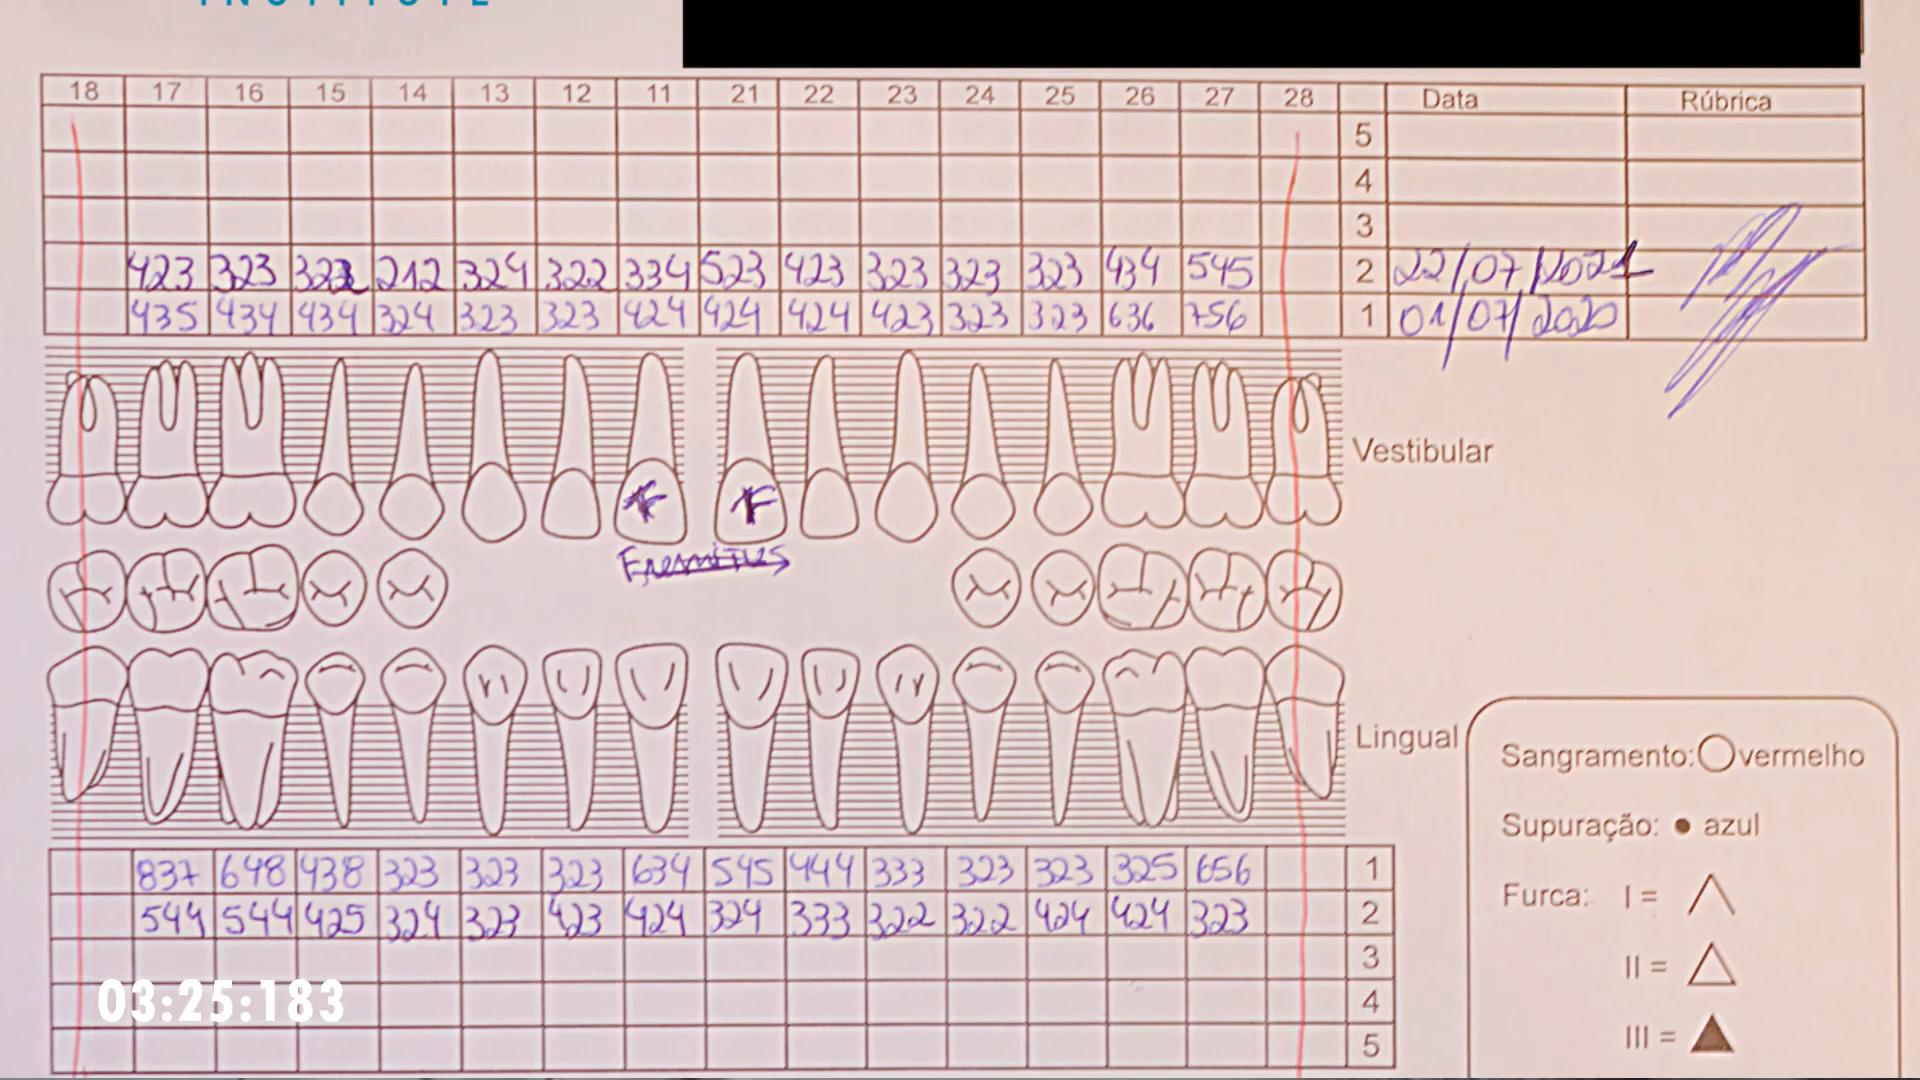 INSTITUTE
18 17 16 15 14 13 12 11 21 22 23 24 25 26 27 28 Data Rúbrica
5
4
3
423 323 323 212 324 322 334 523 423 323 323 323 434 545 2 22/07/2021
435 434 434 324 323 323 424 424 424 423 323 323 636 756 1 01/07/2020
Vestibular
F F
Fremitus
Lingual
837 648 438 323 323 323 634 545 444 333 323 323 325 656 1
544 544 425 324 323 423 424 324 333 322 322 424 424 323 2
3
4
5
Sangramento: vermelho
Supuração: azul
Furca: I =
II =
III =
03:25:183